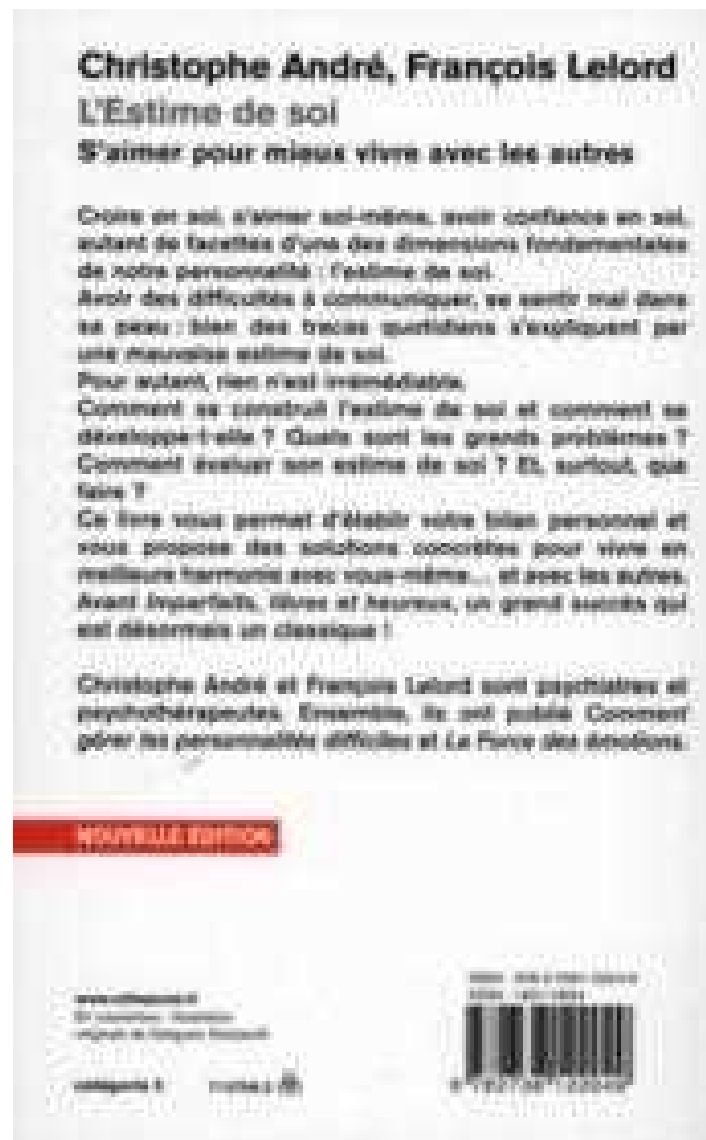 Christophe André, François Lelord
L'Estime de soi
S'aimer pour mieux vivre avec les autres
Croire en soi, s'aimer soi-même, avoir confiance en soi,
autant de facettes d'une des dimensions fondamentales
de notre personnalité : l'estime de soi.
Avoir des difficultés à communiquer, se sentir mal dans
sa peau : bien des tracas quotidiens s'expliquent par
une mauvaise estime de soi.
Pour autant, rien n'est irrémédiable.
Comment se construit l'estime de soi et comment se
développe-t-elle ? Quels sont les grands problèmes ?
Comment évaluer son estime de soi ? Et, surtout, que
faire ?
Ce livre vous permet d'établir votre bilan personnel et
vous propose des solutions concrètes pour vivre en
meilleure harmonie avec vous-même... et avec les autres.
Avant Imparfaits, libres et heureux, un grand succès qui
est désormais un classique !
Christophe André et François Lelord sont psychiatres et
psychothérapeutes. Ensemble, ils ont publié Comment
gérer les personnalités difficiles et La Force des émotions.
NOUVELLE ÉDITION